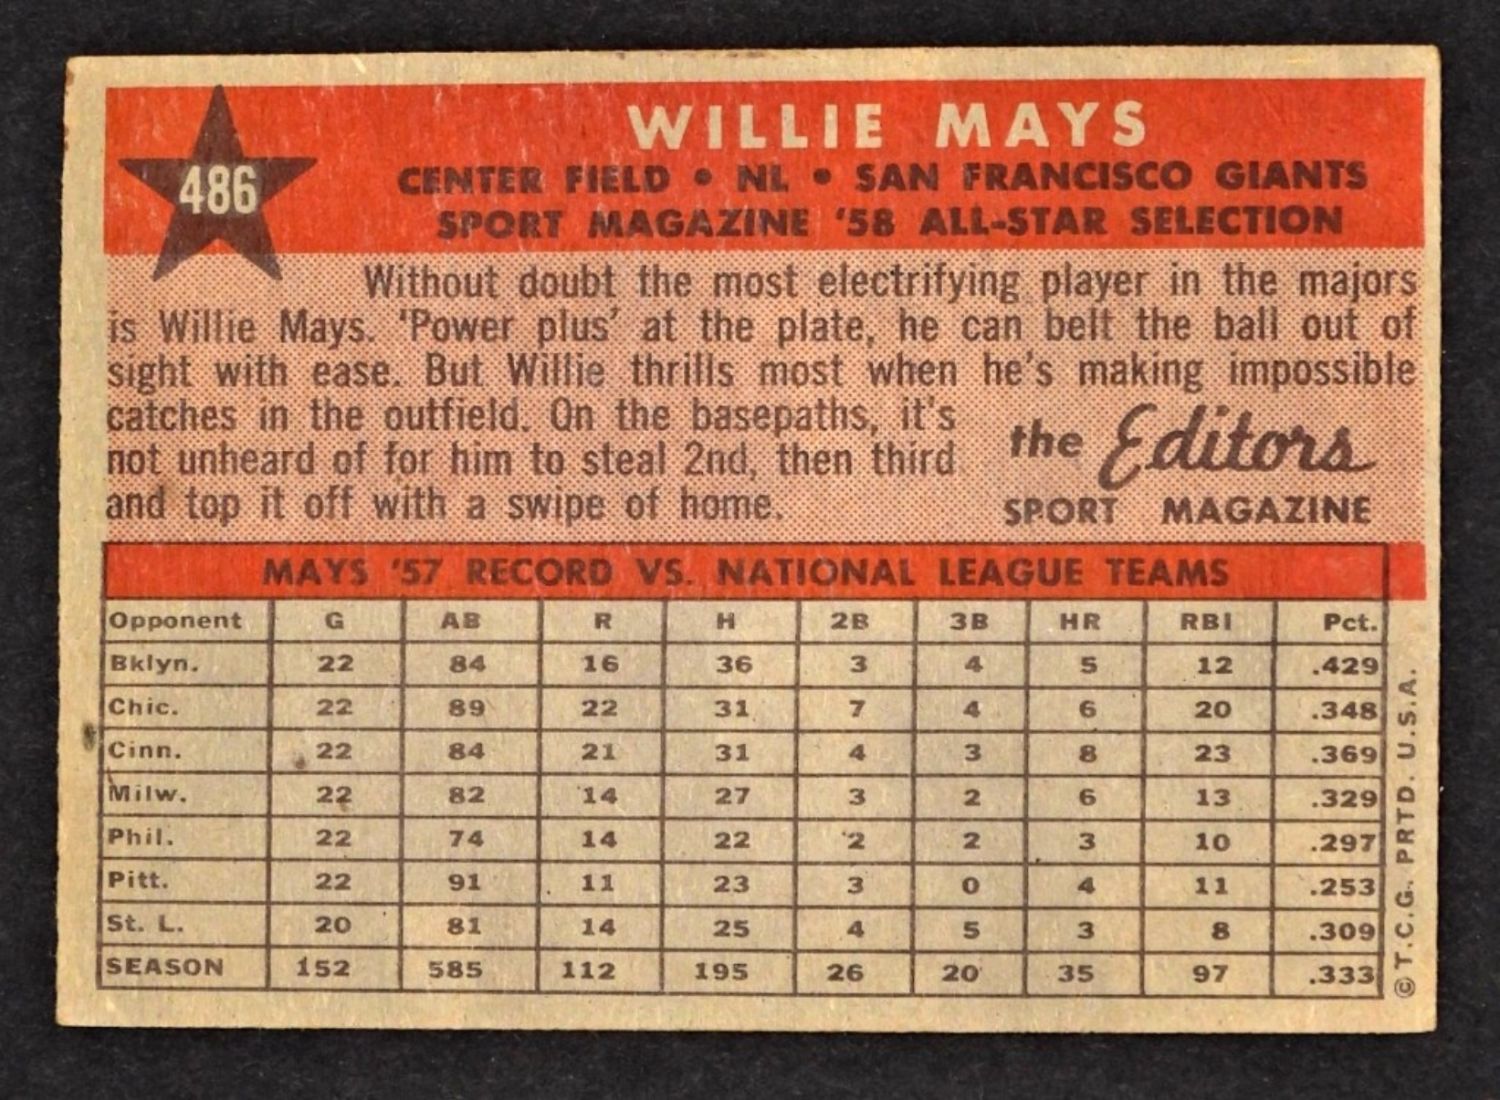 486
WILLIE MAYS
CENTER FIELD • NL • SAN FRANCISCO GIANTS
SPORT MAGAZINE '58 ALL-STAR SELECTION
Without doubt the most electrifying player in the majors
is Willie Mays. 'Power plus' at the plate, he can belt the ball out of
sight with ease. But Willie thrills most when he's making impossible
catches in the outfield. On the basepaths, it's
not unheard of for him to steal 2nd, then third
and top it off with a swipe of home.
the Editors
SPORT MAGAZINE
MAYS '57 RECORD VS. NATIONAL LEAGUE TEAMS
Opponent G AB R H 2B 3B HR RBI Pct.
Bklyn. 22 84 16 36 3 4 5 12 .429
Chic. 22 89 22 31 7 4 6 20 .348
Cinn. 22 84 21 31 4 3 8 23 .369
Milw. 22 82 14 27 3 2 6 13 .329
Phil. 22 74 14 22 2 2 3 10 .297
Pitt. 22 91 11 23 3 0 4 11 .253
St. L. 20 81 14 25 4 5 3 8 .309
SEASON 152 585 112 195 26 20 35 97 .333
© T.C.G. PRTD. U.S.A.